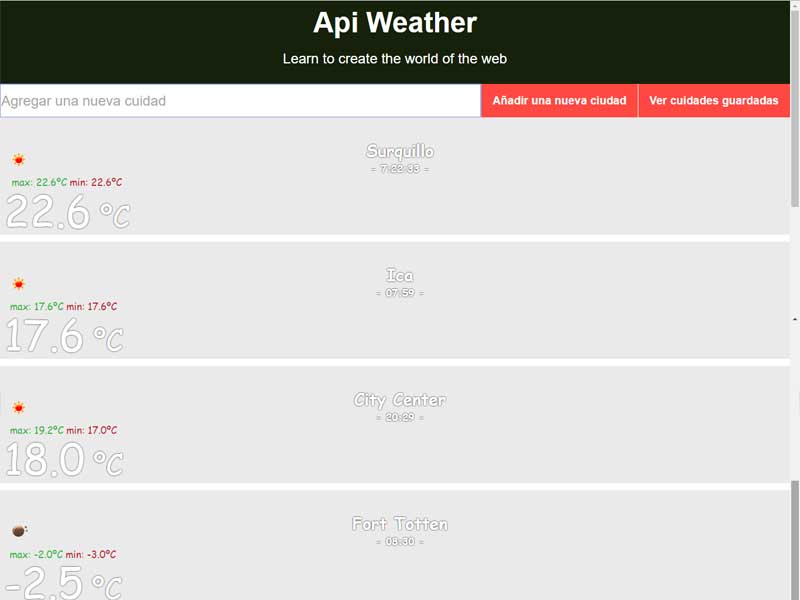 Api Weather
Learn to create the world of the web
Agregar una nueva cuidad
Añadir una nueva ciudad
Ver cuidades guardadas
Surquillo
- 7:22:33 -
max: 22.6ºC min: 22.6ºC
22.6 ºC
Ica
- 07:59 -
max: 17.6ºC min: 17.6ºC
17.6 ºC
City Center
- 20:29 -
max: 19.2ºC min: 17.0ºC
18.0 ºC
Fort Totten
- 08:30 -
max: -2.0ºC min: -3.0ºC
-2.5 ºC